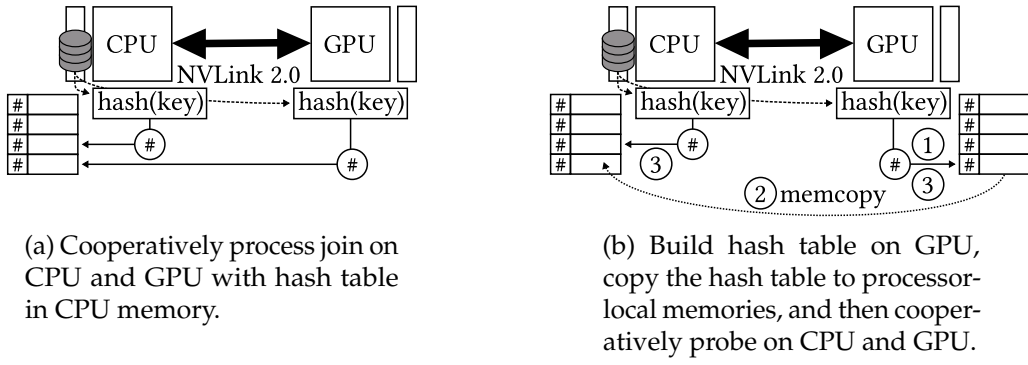 CPU
GPU
NVLink 2.0
hash(key)
hash(key)
#
#
#
#
#
#
(a) Cooperatively process join on
CPU and GPU with hash table
in CPU memory.
CPU
GPU
NVLink 2.0
hash(key)
hash(key)
#
#
#
#
#
#
#
#
#
#
1
3
3
2 memcopy
(b) Build hash table on GPU,
copy the hash table to processor-
local memories, and then cooper-
atively probe on CPU and GPU.